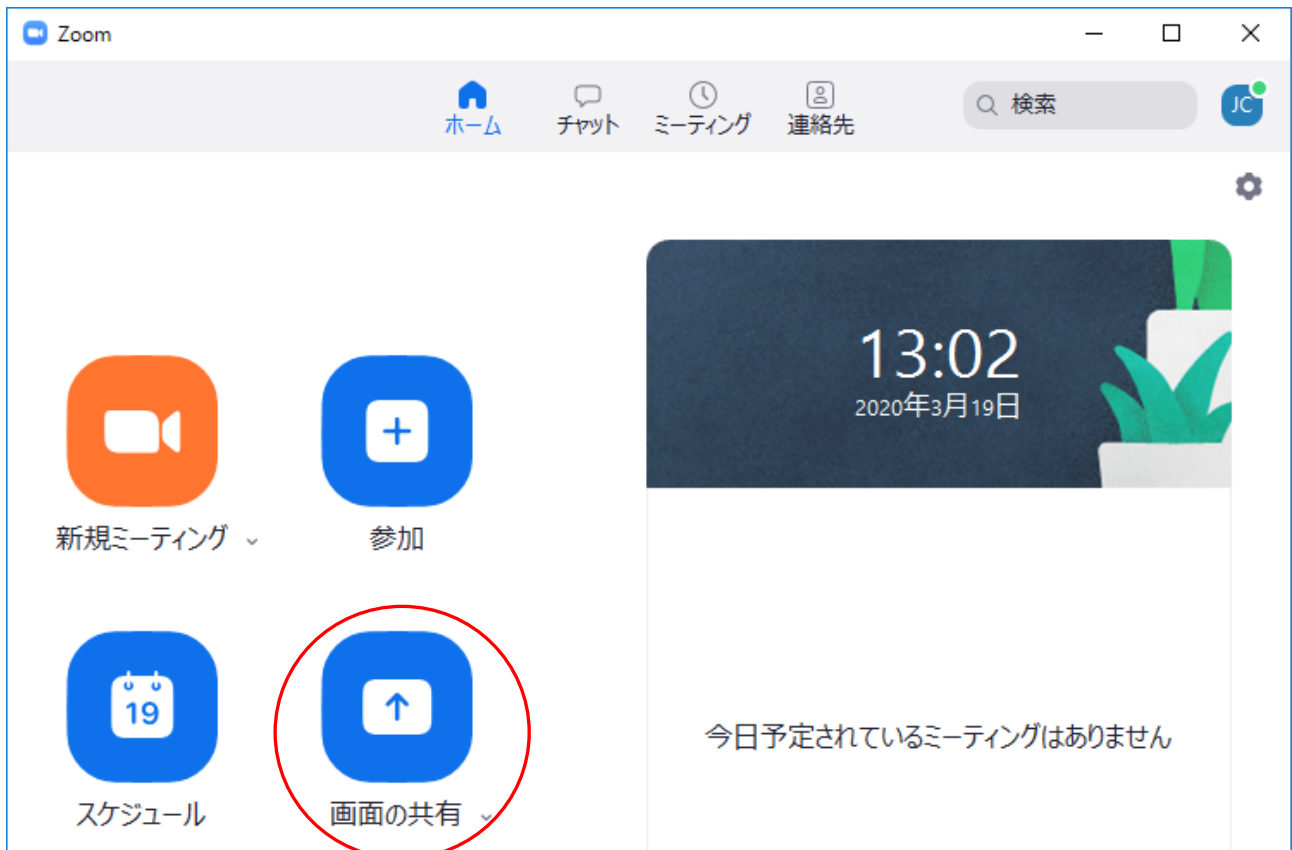 Zoom
ホーム
チャット
ミーティング
連絡先
検索
JC
13:02
2020年3月19日
新規ミーティング
参加
19
スケジュール
画面の共有
今日予定されているミーティングはありません